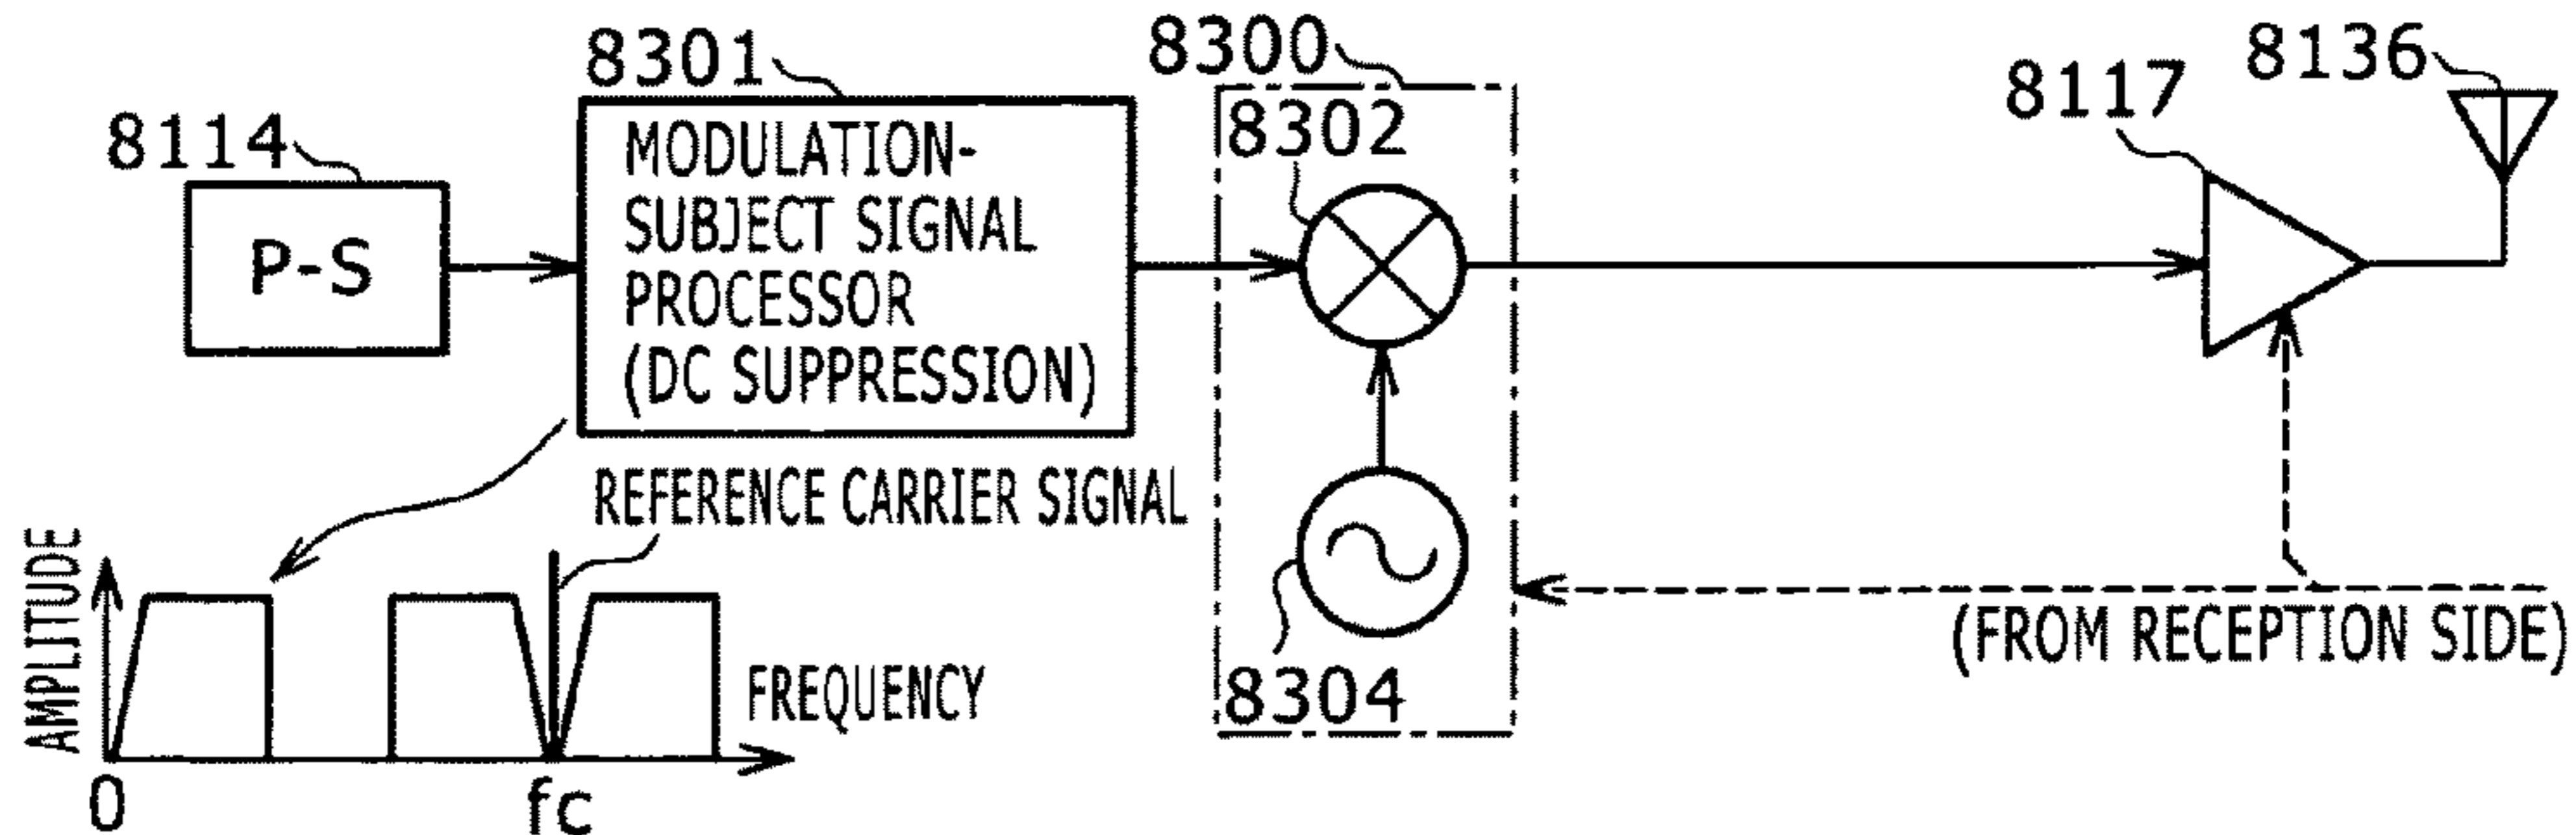 8301
8300
8136
8117
8302
8114
MODULATION-
SUBJECT SIGNAL
PROCESSOR
(DC SUPPRESSION)
P-S
REFERENCE CARRIER SIGNAL
AMPLITUDE
FREQUENCY
8304
(FROM RECEPTION SIDE)
0
fc